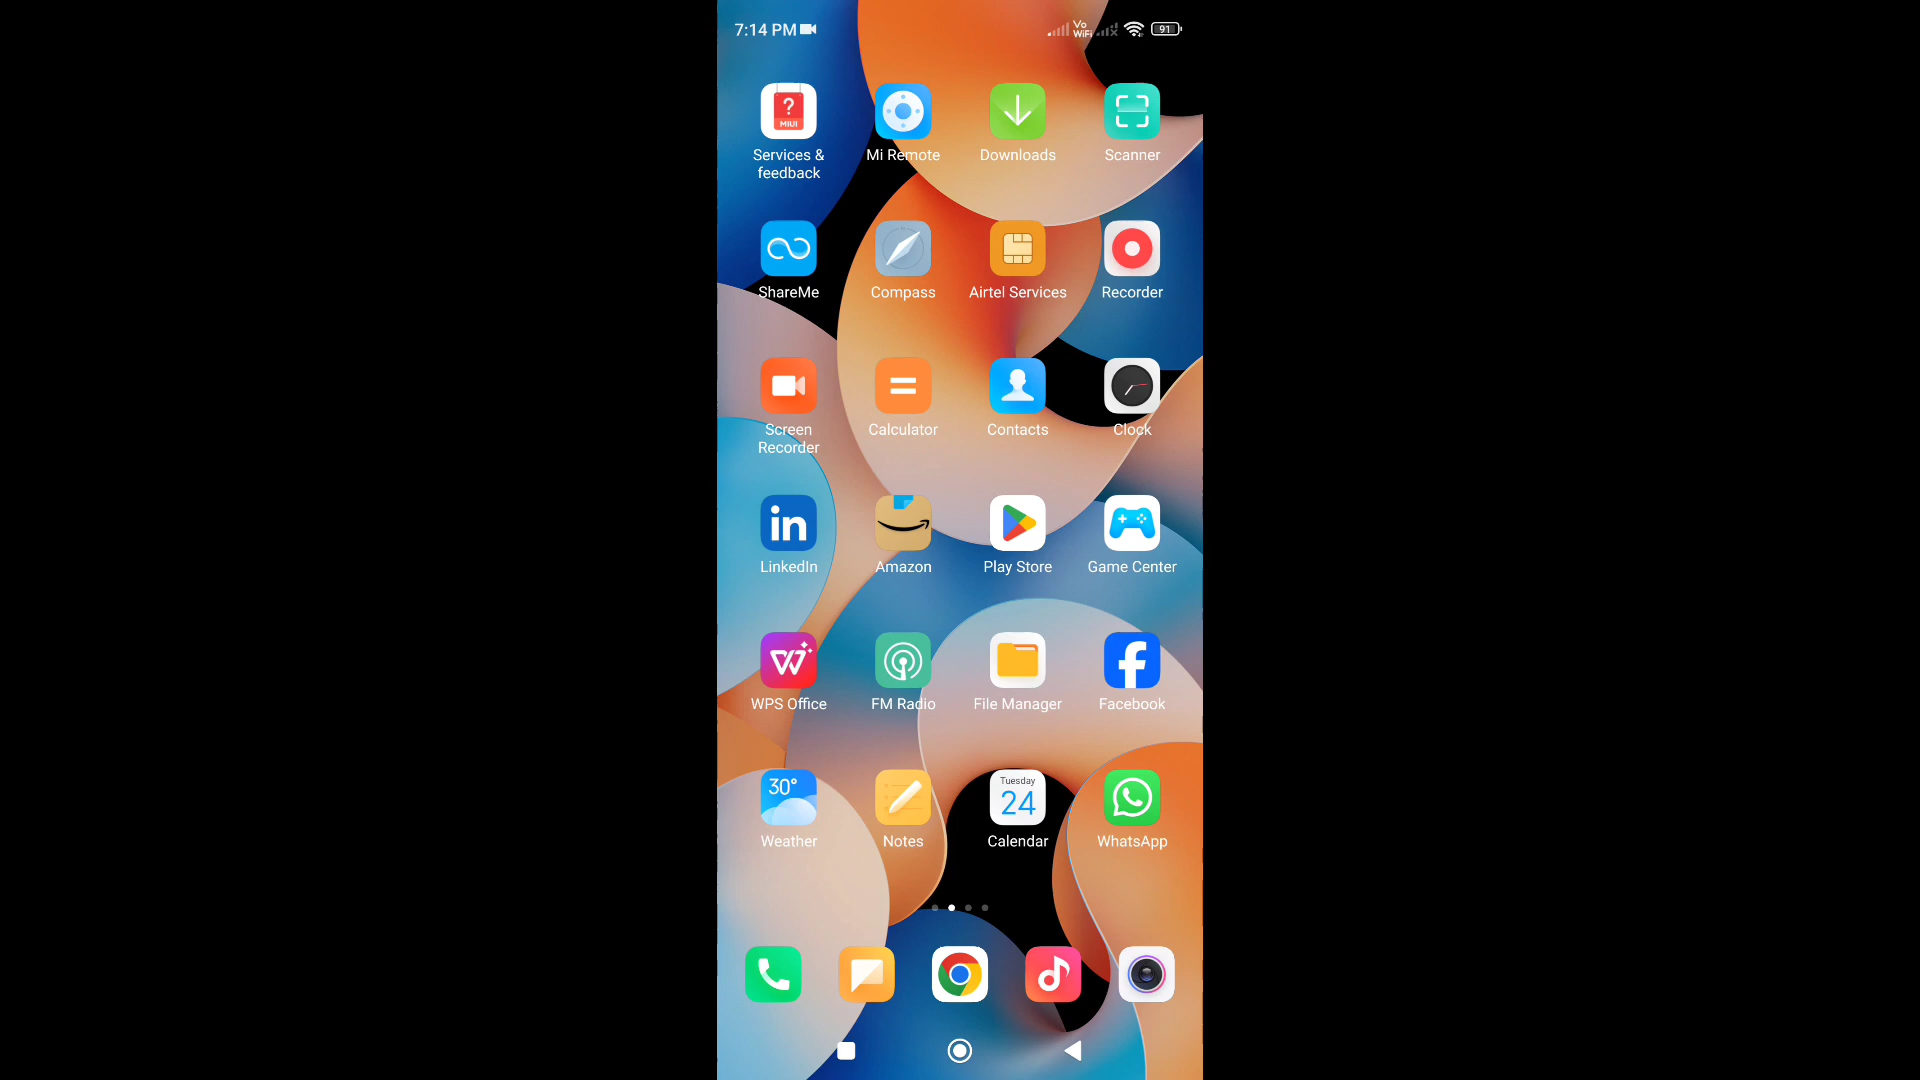 7:14 PM
Vo
WiFi
91
?
MIUI
Services &
feedback
Mi Remote
Downloads
Scanner
ShareMe
Compass
Airtel Services
Recorder
Screen
Recorder
Calculator
Contacts
Clock
in
LinkedIn
Amazon
Play Store
Game Center
W
WPS Office
FM Radio
File Manager
f
Facebook
30°
Weather
Notes
Tuesday
24
Calendar
WhatsApp